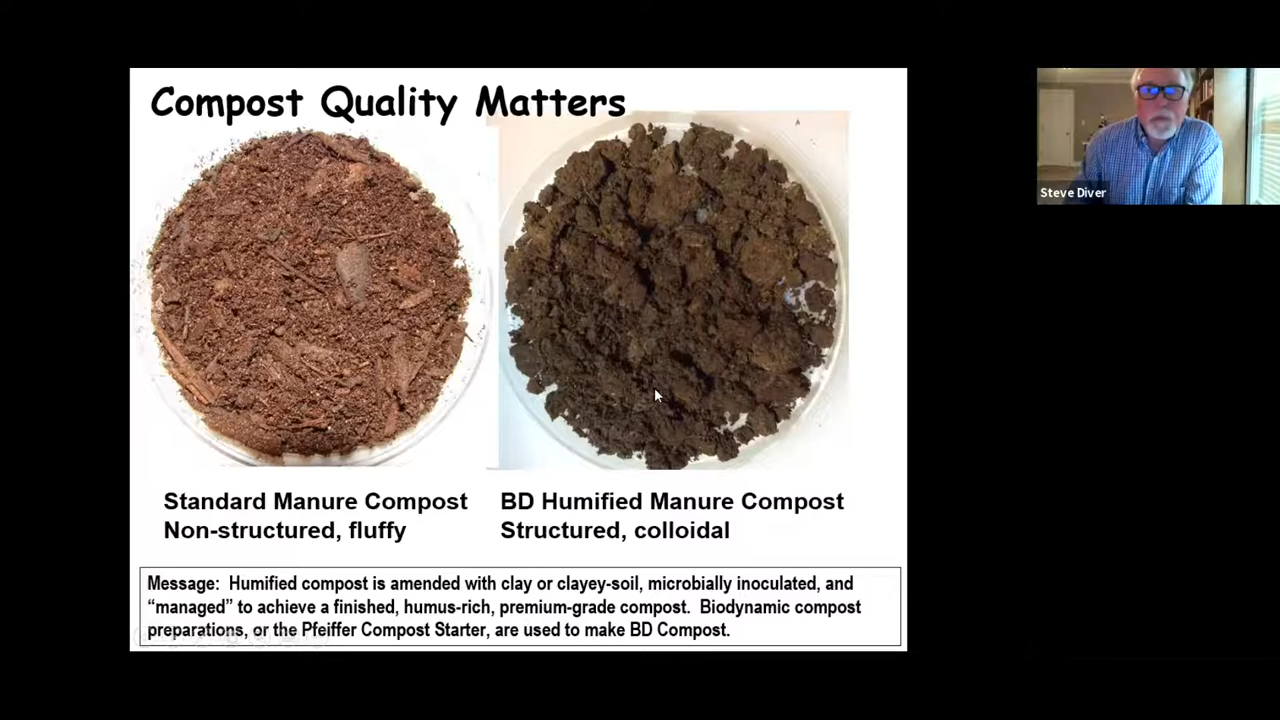 Compost Quality Matters
Steve Diver
Standard Manure Compost
Non-structured, fluffy
BD Humified Manure Compost
Structured, colloidal
Message:  Humified compost is amended with clay or clayey-soil, microbially inoculated, and
“managed” to achieve a finished, humus-rich, premium-grade compost.  Biodynamic compost
preparations, or the Pfeiffer Compost Starter, are used to make BD Compost.